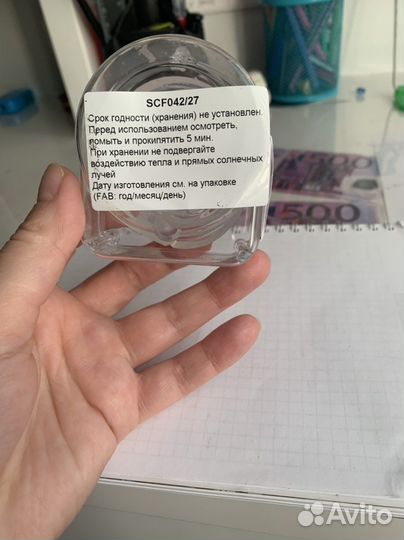 SCF042/27
Срок годности (хранения) не установлен.
Перед использованием осмотреть,
помыть и прокипятить 5 мин.
При хранении не подвергайте
воздействию тепла и прямых солнечных
лучей
Дату изготовления см. на упаковке
(FAB: год/месяц/день)
500
Avito